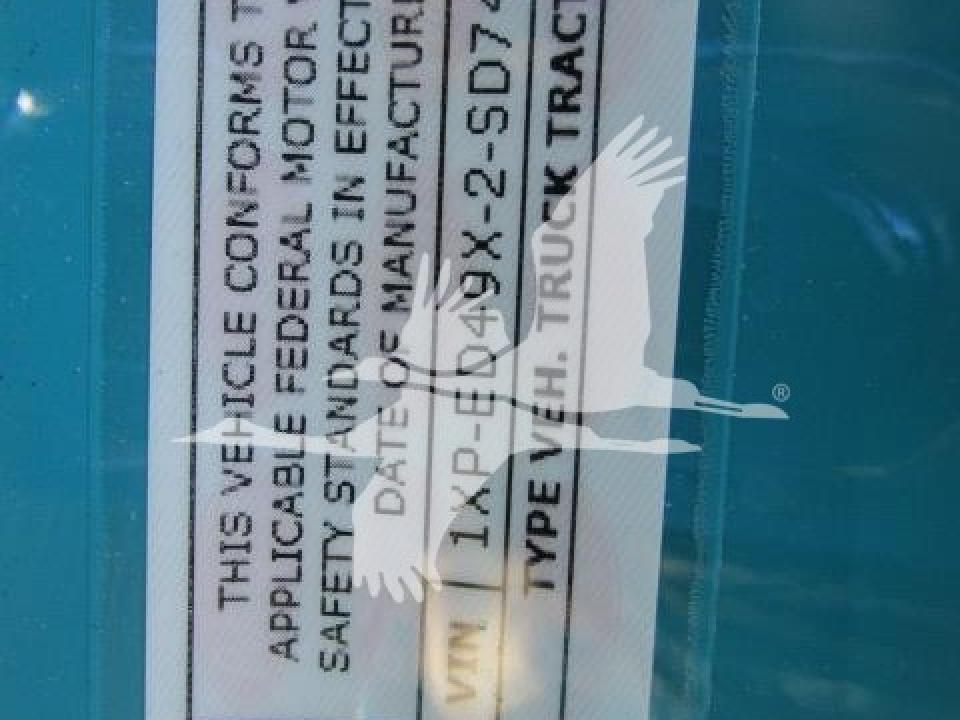 THIS VEHICLE CONFORMS T
APPLICABLE FEDERAL MOTOR
SAFETY STANDARDS IN EFFECT
DATE OF MANUFACTUR
VIN 1XP-ED49X-2-SD74
TYPE VEH. TRUCK TRACT
®